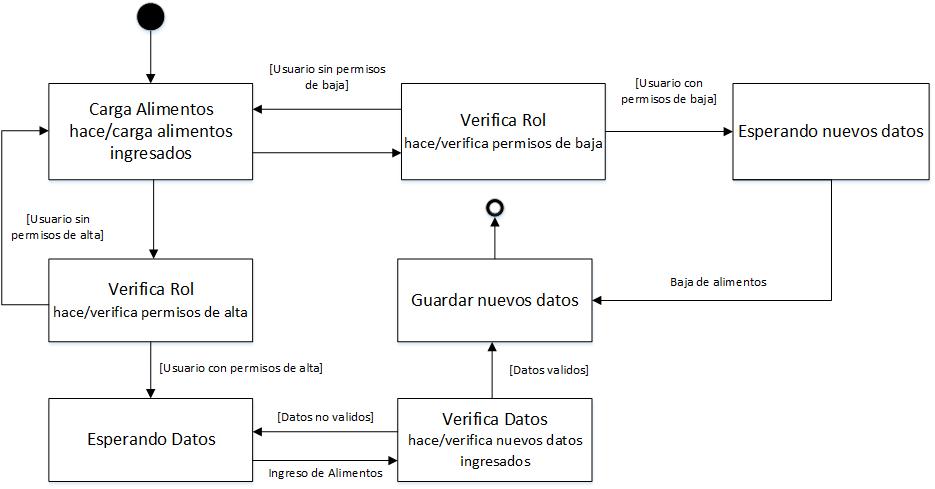 [Usuario sin permisos
de baja]
[Usuario con
permisos de baja]
Carga Alimentos
hace/carga alimentos
ingresados
Verifica Rol
hace/verifica permisos de baja
Esperando nuevos datos
[Usuario sin
permisos de alta]
Verifica Rol
hace/verifica permisos de alta
Guardar nuevos datos
Baja de alimentos
[Usuario con permisos de alta]
[Datos validos]
Esperando Datos
[Datos no validos]
Ingreso de Alimentos
Verifica Datos
hace/verifica nuevos datos
ingresados